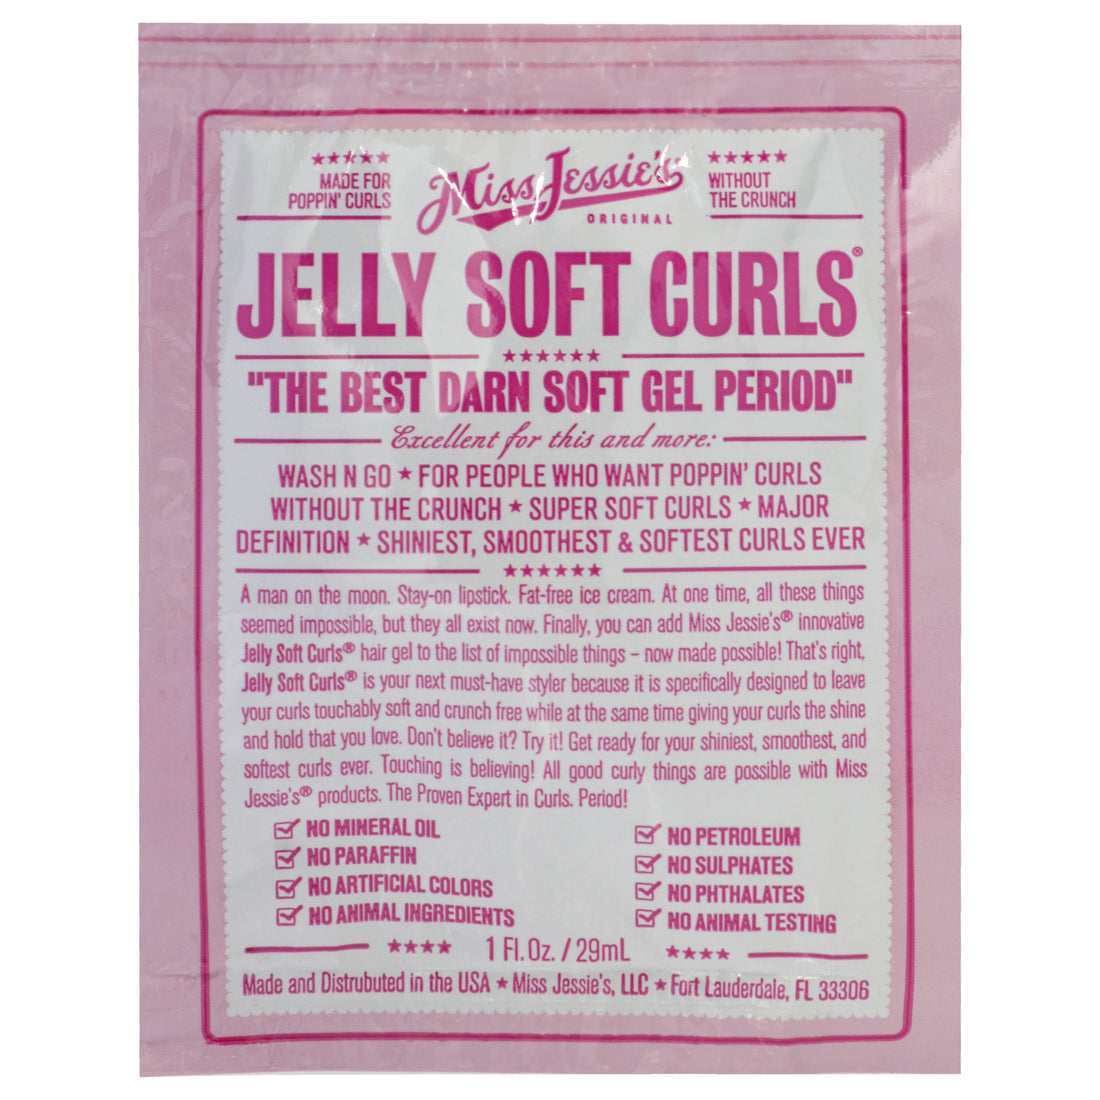 ★★★★★
MADE FOR
POPPIN' CURLS
Miss Jessie's
ORIGINAL
★★★★★
WITHOUT
THE CRUNCH
JELLY SOFT CURLS®
★★★★★★
"THE BEST DARN SOFT GEL PERIOD"
Excellent for this and more:
WASH N GO ★ FOR PEOPLE WHO WANT POPPIN' CURLS
WITHOUT THE CRUNCH ★ SUPER SOFT CURLS ★ MAJOR
DEFINITION ★ SHINIEST, SMOOTHEST & SOFTEST CURLS EVER
★★★★★★
A man on the moon. Stay-on lipstick. Fat-free ice cream. At one time, all these things
seemed impossible, but they all exist now. Finally, you can add Miss Jessie's® innovative
Jelly Soft Curls® hair gel to the list of impossible things – now made possible! That's right,
Jelly Soft Curls® is your next must-have styler because it is specifically designed to leave
your curls touchably soft and crunch free while at the same time giving your curls the shine
and hold that you love. Don't believe it? Try it! Get ready for your shiniest, smoothest, and
softest curls ever. Touching is believing! All good curly things are possible with Miss
Jessie's® products. The Proven Expert in Curls. Period!
NO MINERAL OIL
NO PARAFFIN
NO ARTIFICIAL COLORS
NO ANIMAL INGREDIENTS
NO PETROLEUM
NO SULPHATES
NO PHTHALATES
NO ANIMAL TESTING
★★★★ 1 Fl. Oz. / 29mL ★★★★
Made and Distrubuted in the USA ★ Miss Jessie's, LLC ★ Fort Lauderdale, FL 33306